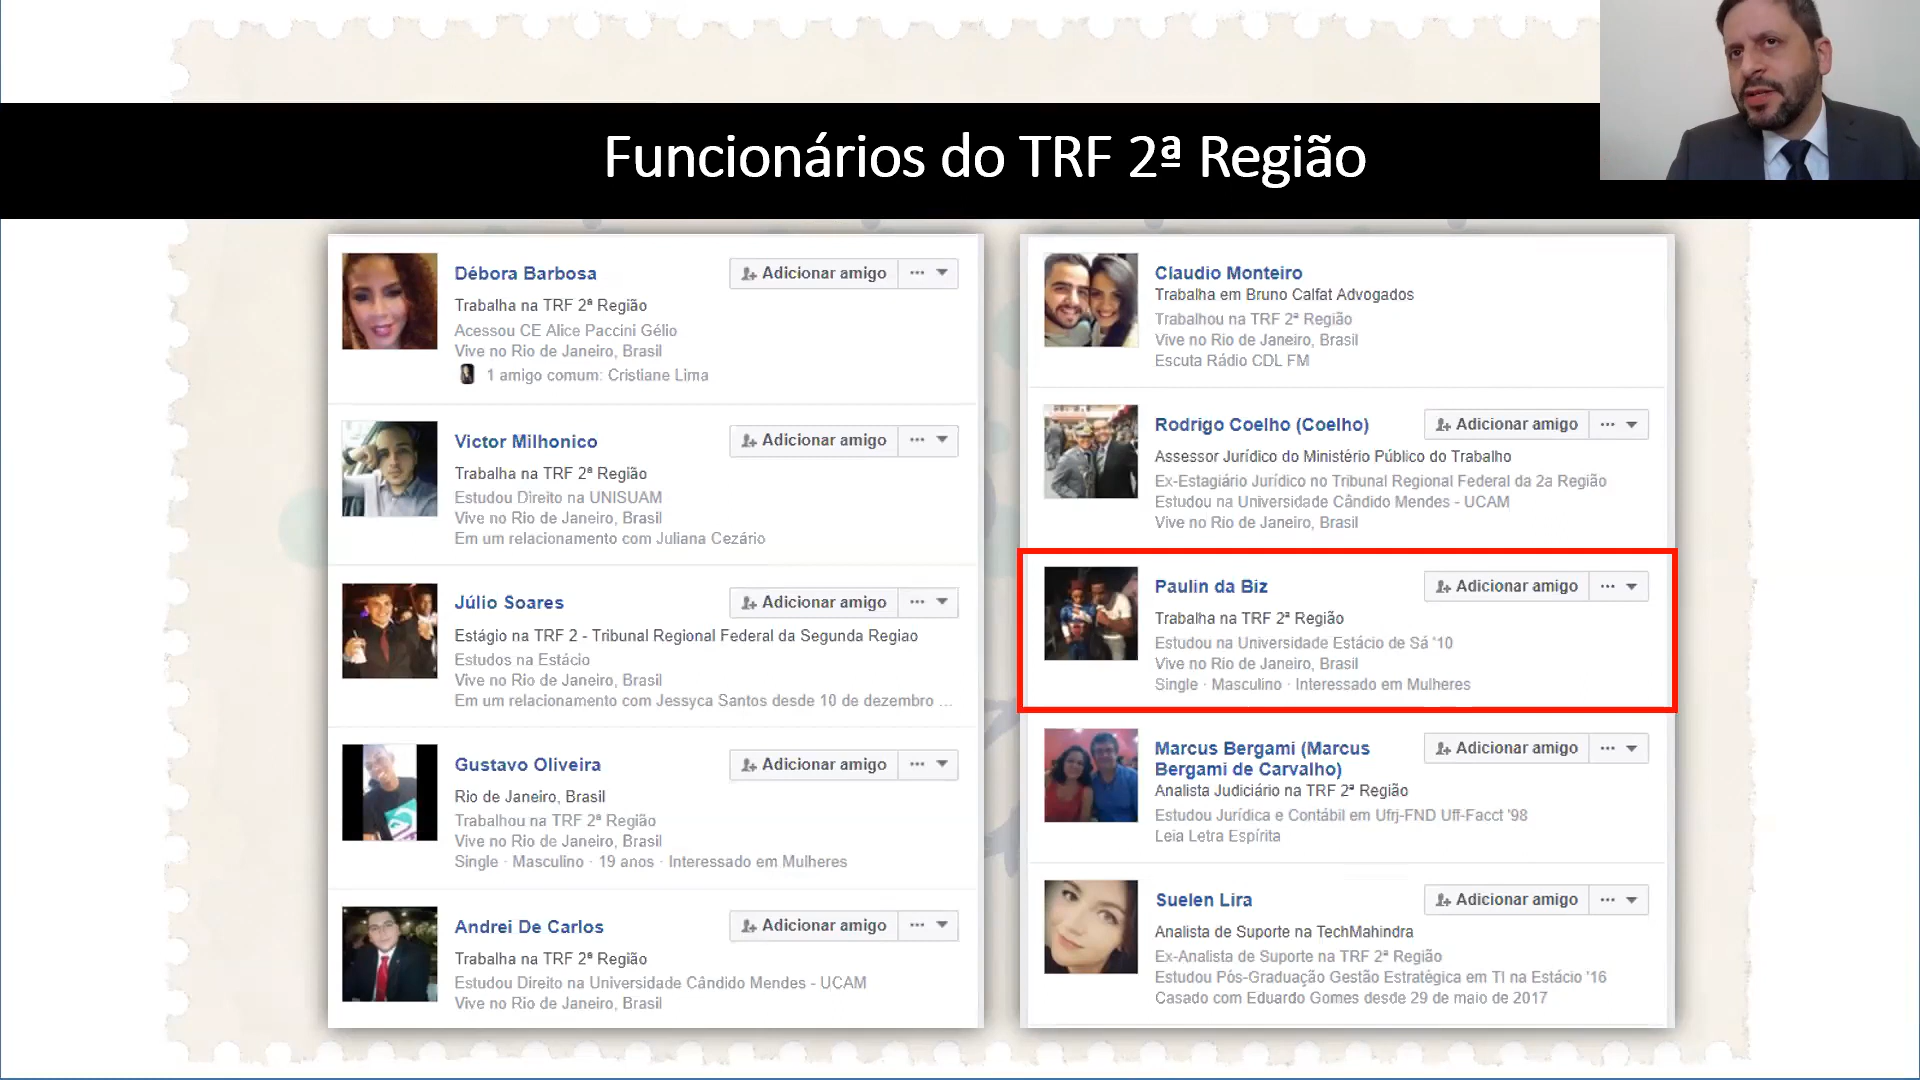 Funcionários do TRF 2ª Região
Débora Barbosa
Adicionar amigo
Trabalha na TRF 2ª Região
Acessou CE Alice Paccini Gélio
Vive no Rio de Janeiro, Brasil
1 amigo comum: Cristiane Lima
Victor Milhonico
Adicionar amigo
Trabalha na TRF 2ª Região
Estudou Direito na UNISUAM
Vive no Rio de Janeiro, Brasil
Em um relacionamento com Juliana Cezário
Júlio Soares
Adicionar amigo
Estágio na TRF 2 - Tribunal Regional Federal da Segunda Regiao
Estudos na Estácio
Vive no Rio de Janeiro, Brasil
Em um relacionamento com Jessyca Santos desde 10 de dezembro ...
Gustavo Oliveira
Adicionar amigo
Rio de Janeiro, Brasil
Trabalhou na TRF 2ª Região
Vive no Rio de Janeiro, Brasil
Single · Masculino · 19 anos · Interessado em Mulheres
Andrei De Carlos
Adicionar amigo
Trabalha na TRF 2ª Região
Estudou Direito na Universidade Cândido Mendes - UCAM
Vive no Rio de Janeiro, Brasil
Claudio Monteiro
Trabalha em Bruno Calfat Advogados
Trabalhou na TRF 2ª Região
Vive no Rio de Janeiro, Brasil
Escuta Rádio CDL FM
Rodrigo Coelho (Coelho)
Adicionar amigo
Assessor Jurídico do Ministério Público do Trabalho
Ex-Estagiário Jurídico no Tribunal Regional Federal da 2a Região
Estudou na Universidade Cândido Mendes - UCAM
Vive no Rio de Janeiro, Brasil
Paulin da Biz
Adicionar amigo
Trabalha na TRF 2ª Região
Estudou na Universidade Estácio de Sá '10
Vive no Rio de Janeiro, Brasil
Single · Masculino · Interessado em Mulheres
Marcus Bergami (Marcus
Bergami de Carvalho)
Adicionar amigo
Analista Judiciário na TRF 2ª Região
Estudou Jurídica e Contábil em Ufrj-FND Uff-Facct '98
Leia Letra Espírita
Suelen Lira
Adicionar amigo
Analista de Suporte na TechMahindra
Ex-Analista de Suporte na TRF 2ª Região
Estudou Pós-Graduação Gestão Estratégica em TI na Estácio '16
Casado com Eduardo Gomes desde 29 de maio de 2017